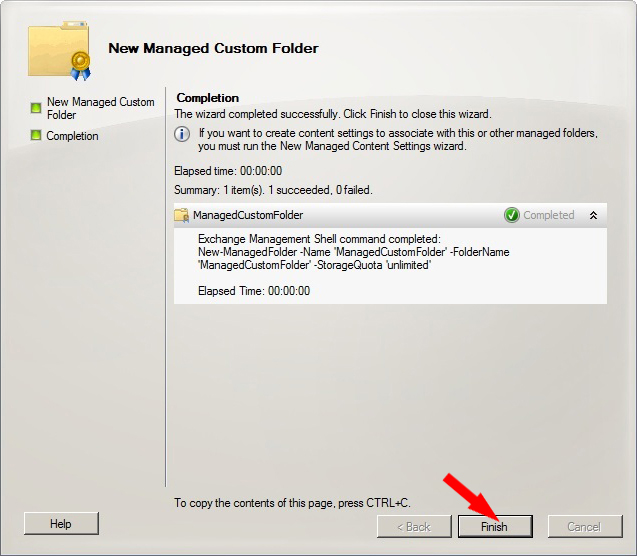 New Managed Custom Folder
New Managed Custom
Folder
Completion
Completion
The wizard completed successfully. Click Finish to close this wizard.
If you want to create content settings to associate with this or other managed folders,
you must run the New Managed Content Settings wizard.
Elapsed time: 00:00:00
Summary: 1 item(s). 1 succeeded, 0 failed.
ManagedCustomFolder Completed
Exchange Management Shell command completed:
New-ManagedFolder -Name 'ManagedCustomFolder' -FolderName
'ManagedCustomFolder' -StorageQuota 'unlimited'
Elapsed Time: 00:00:00
To copy the contents of this page, press CTRL+C.
Help < Back Finish Cancel